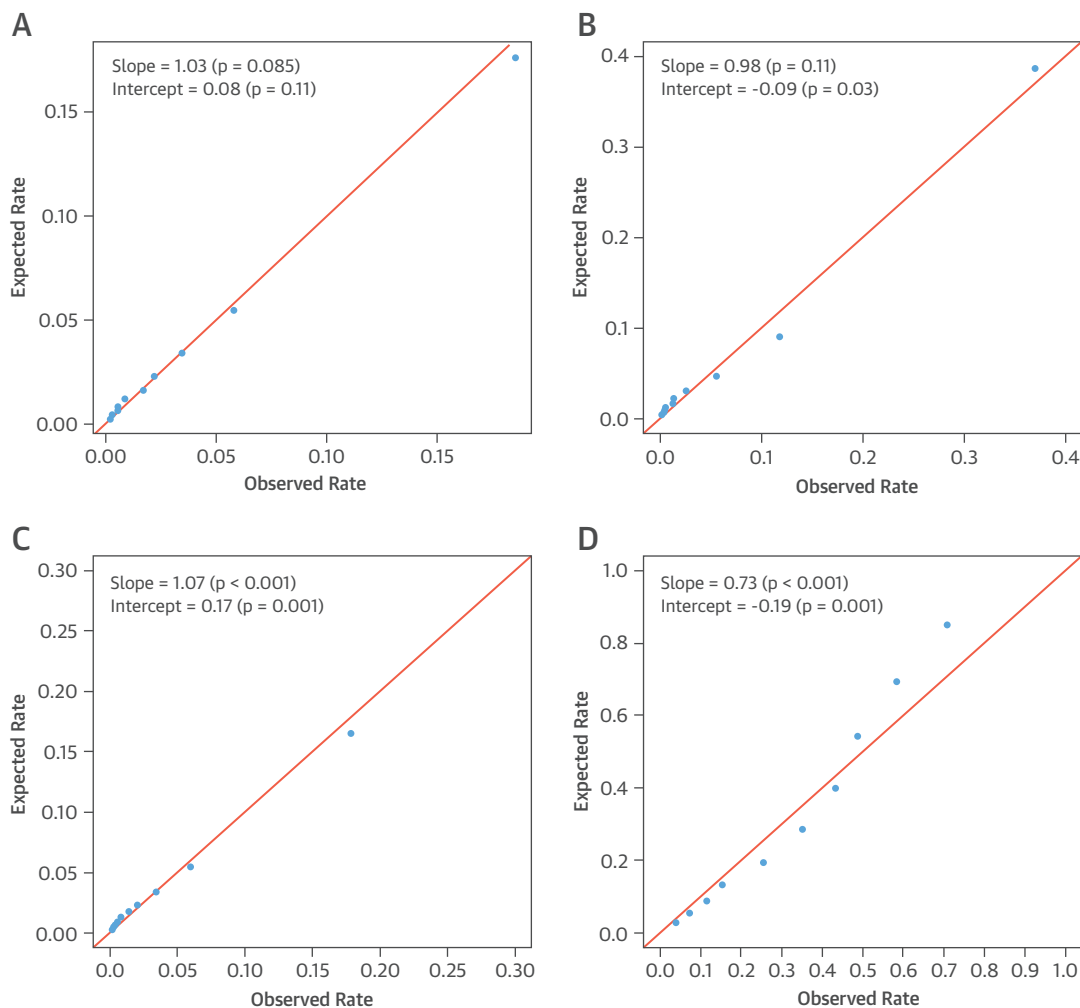 A
Slope = 1.03 (p = 0.085)
Intercept = 0.08 (p = 0.11)
Expected Rate
0.15
0.10
0.05
0.00
0.00 0.05 0.10 0.15
Observed Rate
B
Slope = 0.98 (p = 0.11)
Intercept = -0.09 (p = 0.03)
Expected Rate
0.4
0.3
0.2
0.1
0.0
0.0 0.1 0.2 0.3 0.4
Observed Rate
C
Slope = 1.07 (p < 0.001)
Intercept = 0.17 (p = 0.001)
Expected Rate
0.30
0.25
0.20
0.15
0.10
0.05
0.00
0.0 0.05 0.10 0.15 0.20 0.25 0.30
Observed Rate
D
Slope = 0.73 (p < 0.001)
Intercept = -0.19 (p = 0.001)
Expected Rate
1.0
0.8
0.6
0.4
0.2
0.0
0.0 0.1 0.2 0.3 0.4 0.5 0.6 0.7 0.8 0.9 1.0
Observed Rate